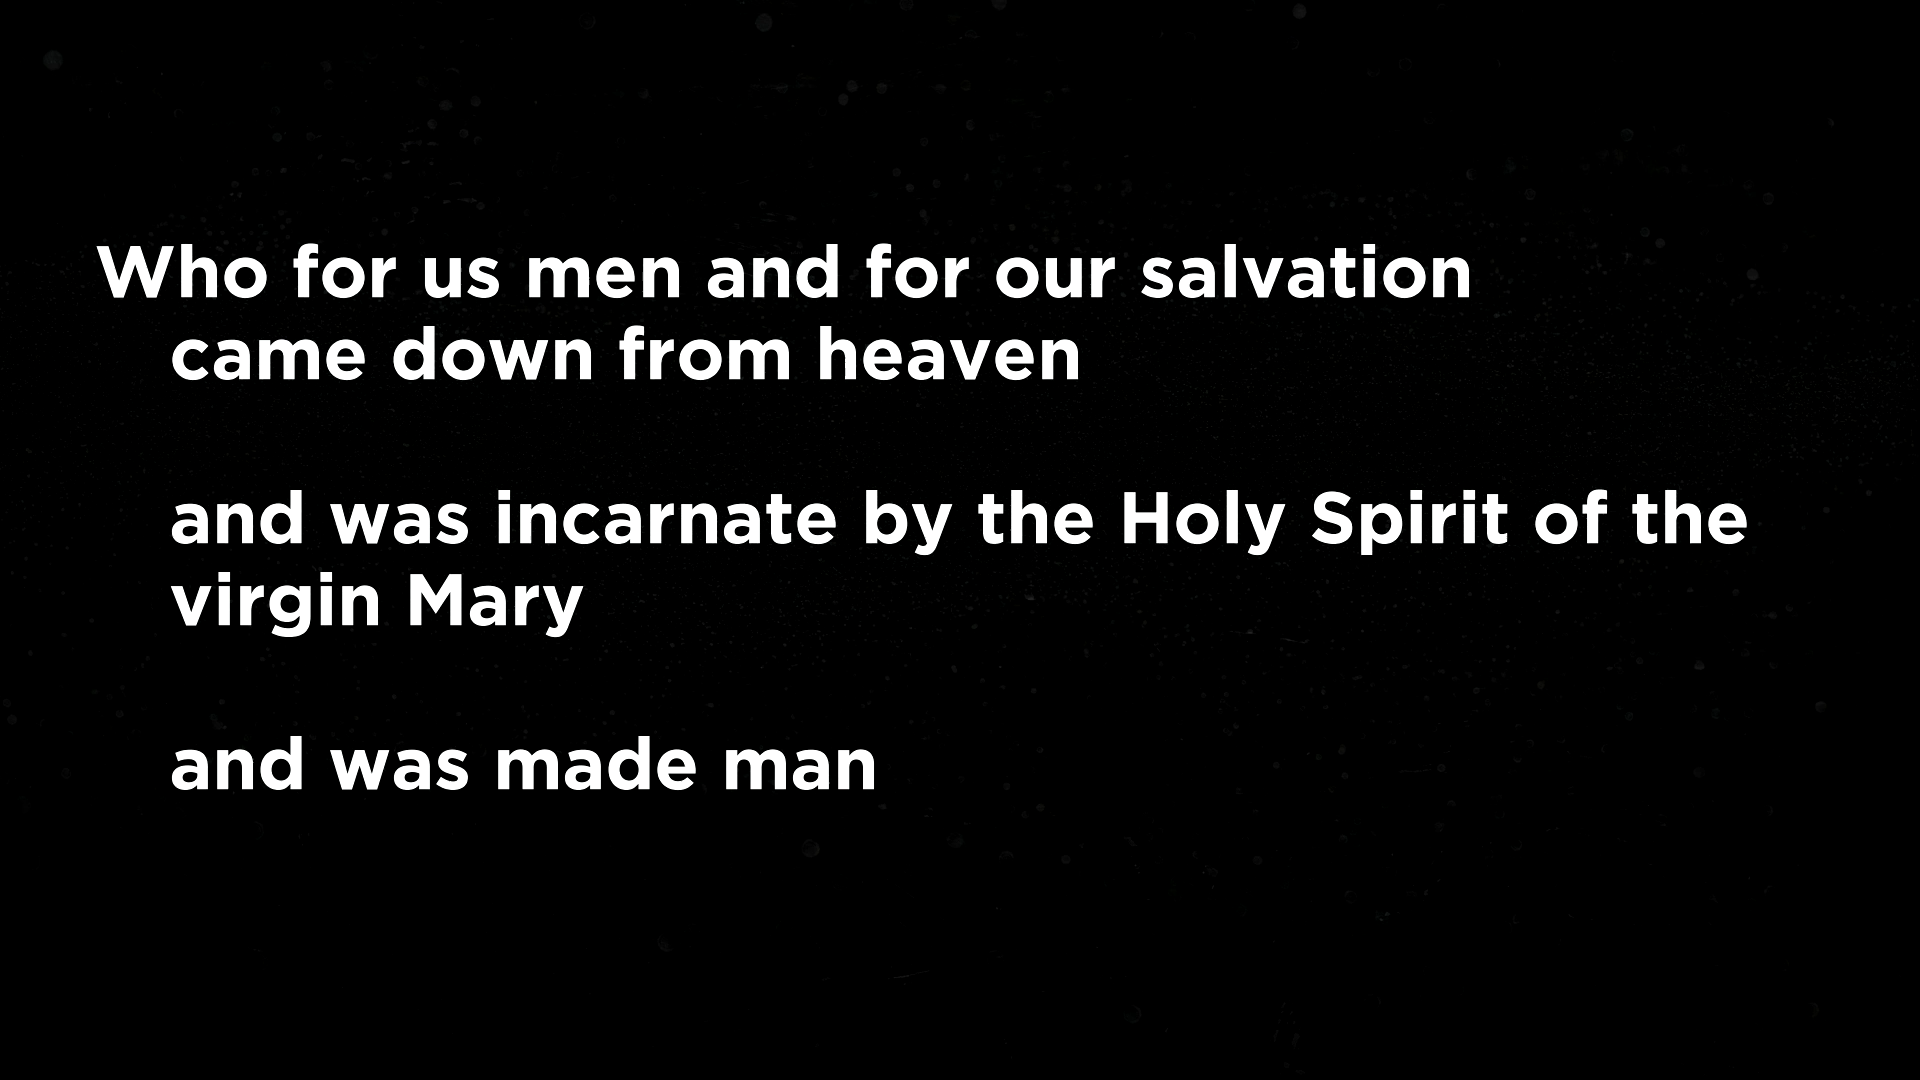 Who for us men and for our salvation
came down from heaven
and was incarnate by the Holy Spirit of the
virgin Mary
and was made man